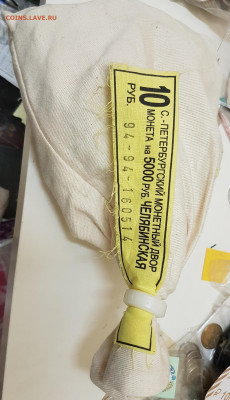 COINS.LAVE.RU
10
РУБ.
С.-ПЕТЕРБУРГСКИЙ МОНЕТНЫЙ ДВОР
МОНЕТА на 5000 РУБ. ЧЕЛЯБИНСКАЯ
94-94-160514